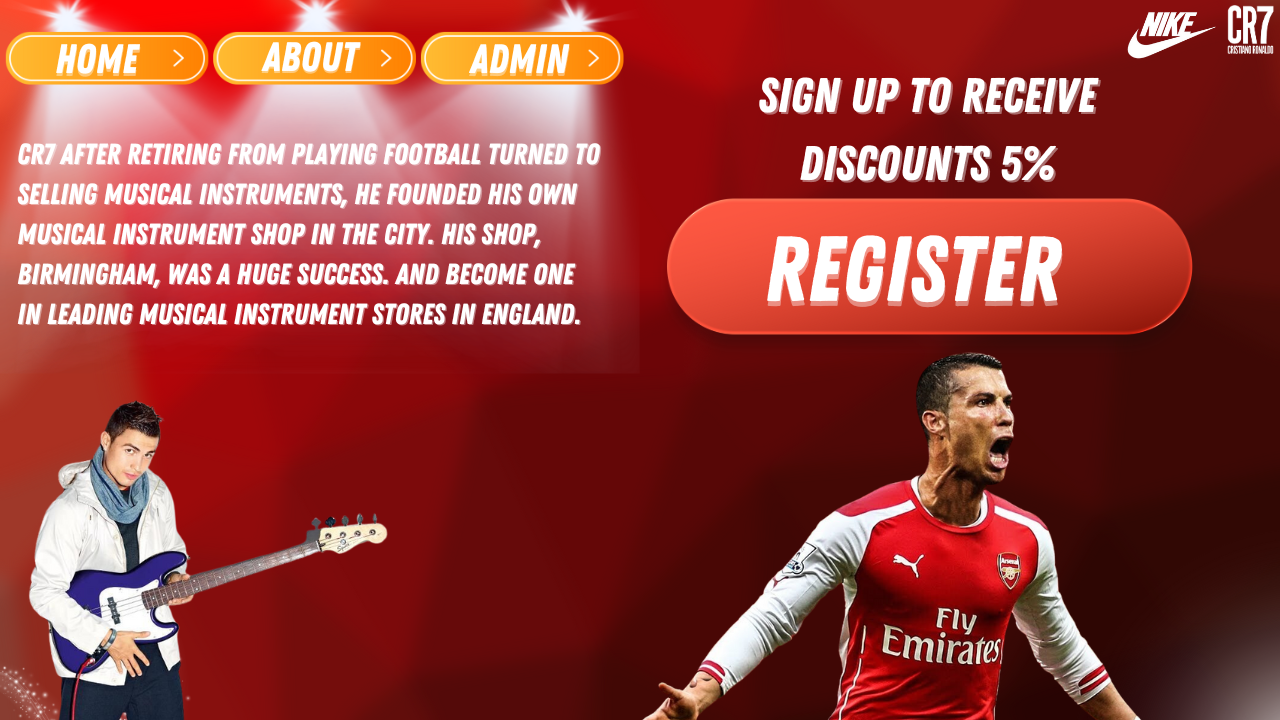 HOME
ABOUT
ADMIN
NIKE
CR7
CRISTIANO RONALDO
SIGN UP TO RECEIVE
DISCOUNTS 5%
REGISTER
CR7 AFTER RETIRING FROM PLAYING FOOTBALL TURNED TO
SELLING MUSICAL INSTRUMENTS, HE FOUNDED HIS OWN
MUSICAL INSTRUMENT SHOP IN THE CITY. HIS SHOP,
BIRMINGHAM, WAS A HUGE SUCCESS. AND BECOME ONE
IN LEADING MUSICAL INSTRUMENT STORES IN ENGLAND.
Arsenal
Fly
Emirates